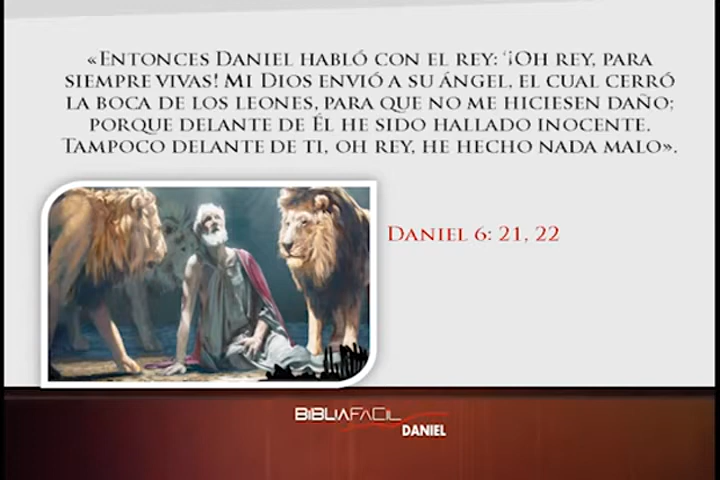 «Entonces Daniel habló con el rey: ‘¡Oh rey, para
siempre vivas! Mi Dios envió a su ángel, el cual cerró
la boca de los leones, para que no me hiciesen daño;
porque delante de Él he sido hallado inocente.
Tampoco delante de ti, oh rey, he hecho nada malo».
Daniel 6: 21, 22
BIBLIAFACIL
DANIEL